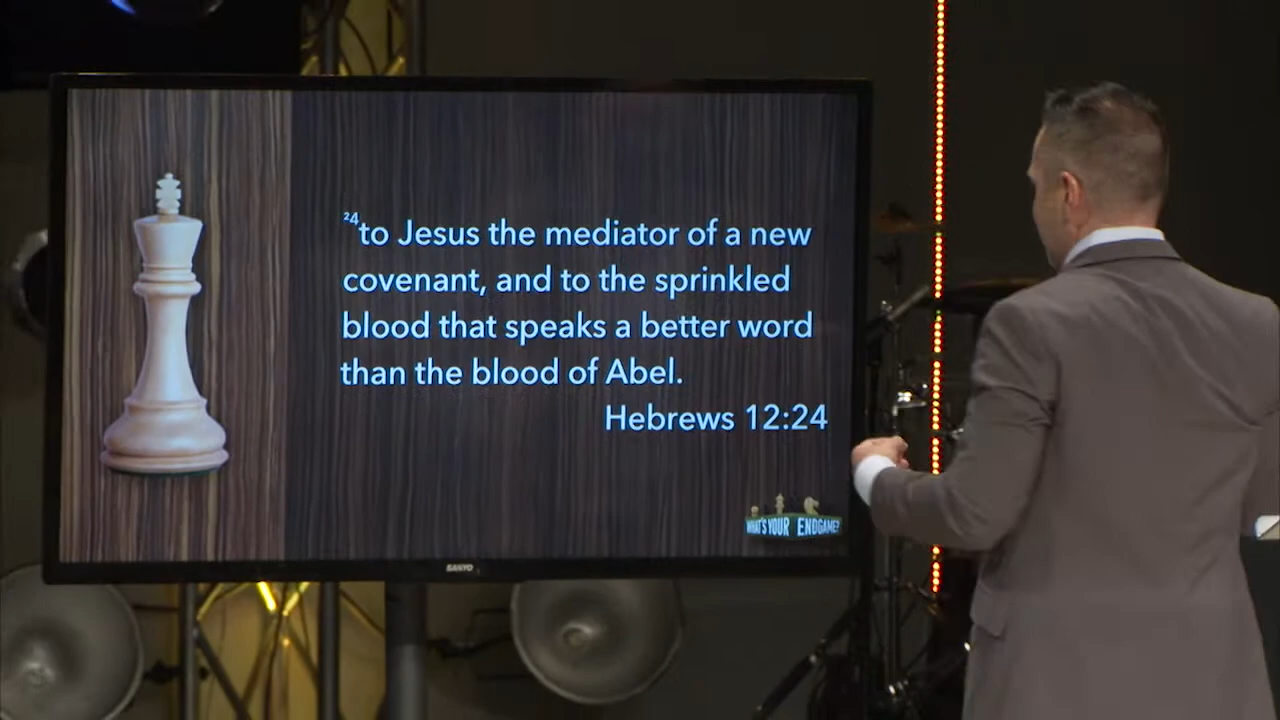 ²⁴to Jesus the mediator of a new
covenant, and to the sprinkled
blood that speaks a better word
than the blood of Abel.
Hebrews 12:24
WHAT'S YOUR ENDGAME?
SANYO